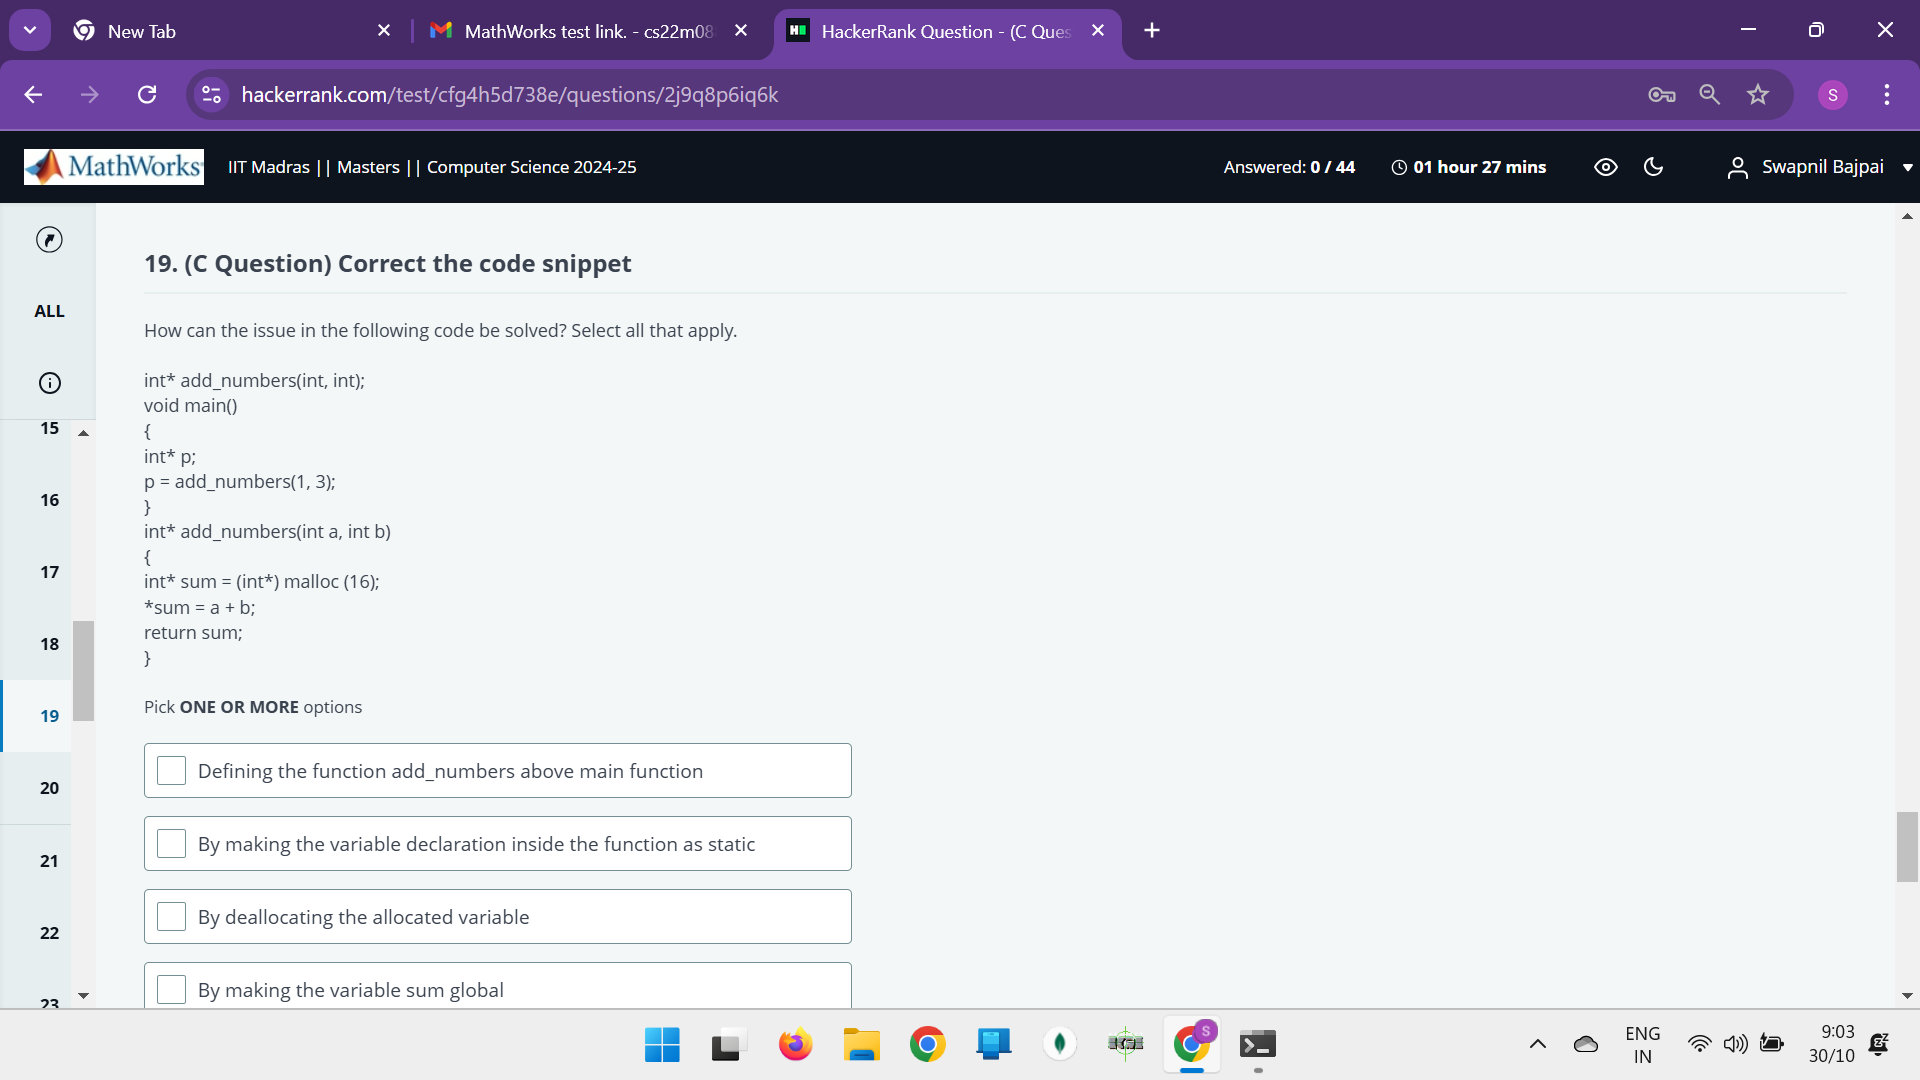 New Tab
MathWorks test link. - cs22m08
HackerRank Question - (C Ques
hackerrank.com/test/cfg4h5d738e/questions/2j9q8p6iq6k
S
MathWorks
IIT Madras || Masters || Computer Science 2024-25
Answered: 0 / 44
01 hour 27 mins
Swapnil Bajpai
ALL
15
16
17
18
19
20
21
22
23
19. (C Question) Correct the code snippet
How can the issue in the following code be solved? Select all that apply.
int* add_numbers(int, int);
void main()
{
int* p;
p = add_numbers(1, 3);
}
int* add_numbers(int a, int b)
{
int* sum = (int*) malloc (16);
*sum = a + b;
return sum;
}
Pick ONE OR MORE options
Defining the function add_numbers above main function
By making the variable declaration inside the function as static
By deallocating the allocated variable
By making the variable sum global
S
ENG
IN
9:03
30/10